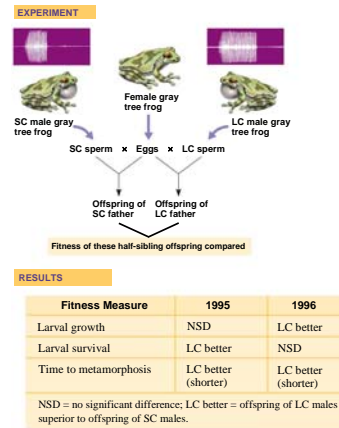 EXPERIMENT
Female gray
tree frog
SC male gray
tree frog
LC male gray
tree frog
SC sperm × Eggs × LC sperm
Offspring of
SC father
Offspring of
LC father
Fitness of these half-sibling offspring compared
RESULTS
Fitness Measure 1995 1996
Larval growth NSD LC better
Larval survival LC better NSD
Time to metamorphosis LC better
(shorter)
LC better
(shorter)
NSD = no significant difference; LC better = offspring of LC males
superior to offspring of SC males.